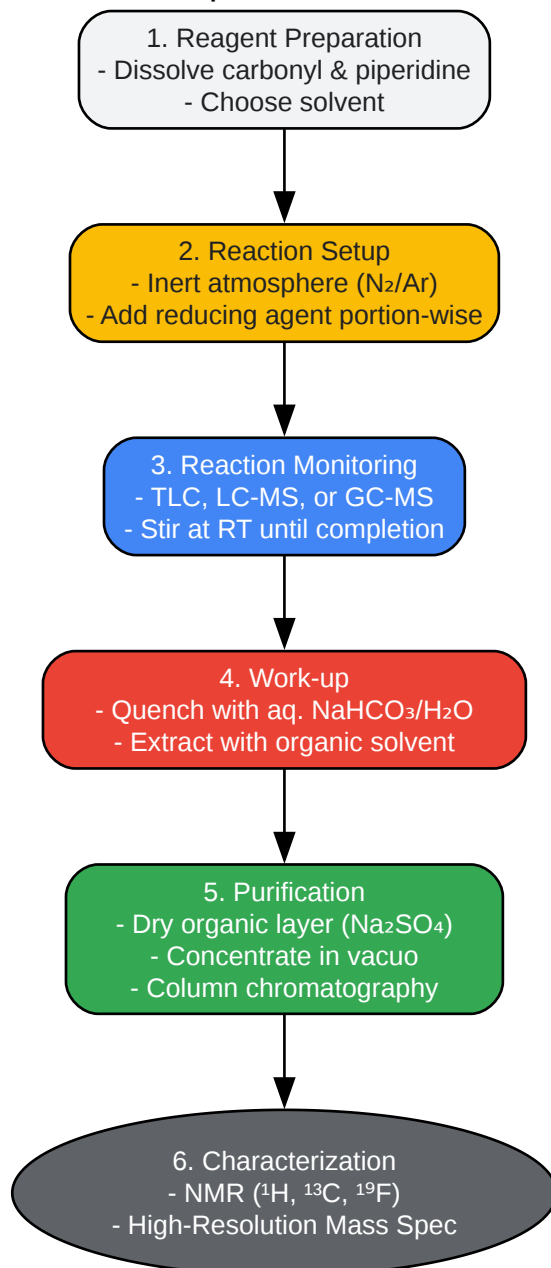 1. Reagent Preparation
- Dissolve carbonyl & piperidine
- Choose solvent
2. Reaction Setup
- Inert atmosphere (N₂/Ar)
- Add reducing agent portion-wise
3. Reaction Monitoring
- TLC, LC-MS, or GC-MS
- Stir at RT until completion
4. Work-up
- Quench with aq. NaHCO₃/H₂O
- Extract with organic solvent
5. Purification
- Dry organic layer (Na₂SO₄)
- Concentrate in vacuo
- Column chromatography
6. Characterization
- NMR (¹H, ¹³C, ¹⁹F)
- High-Resolution Mass Spec